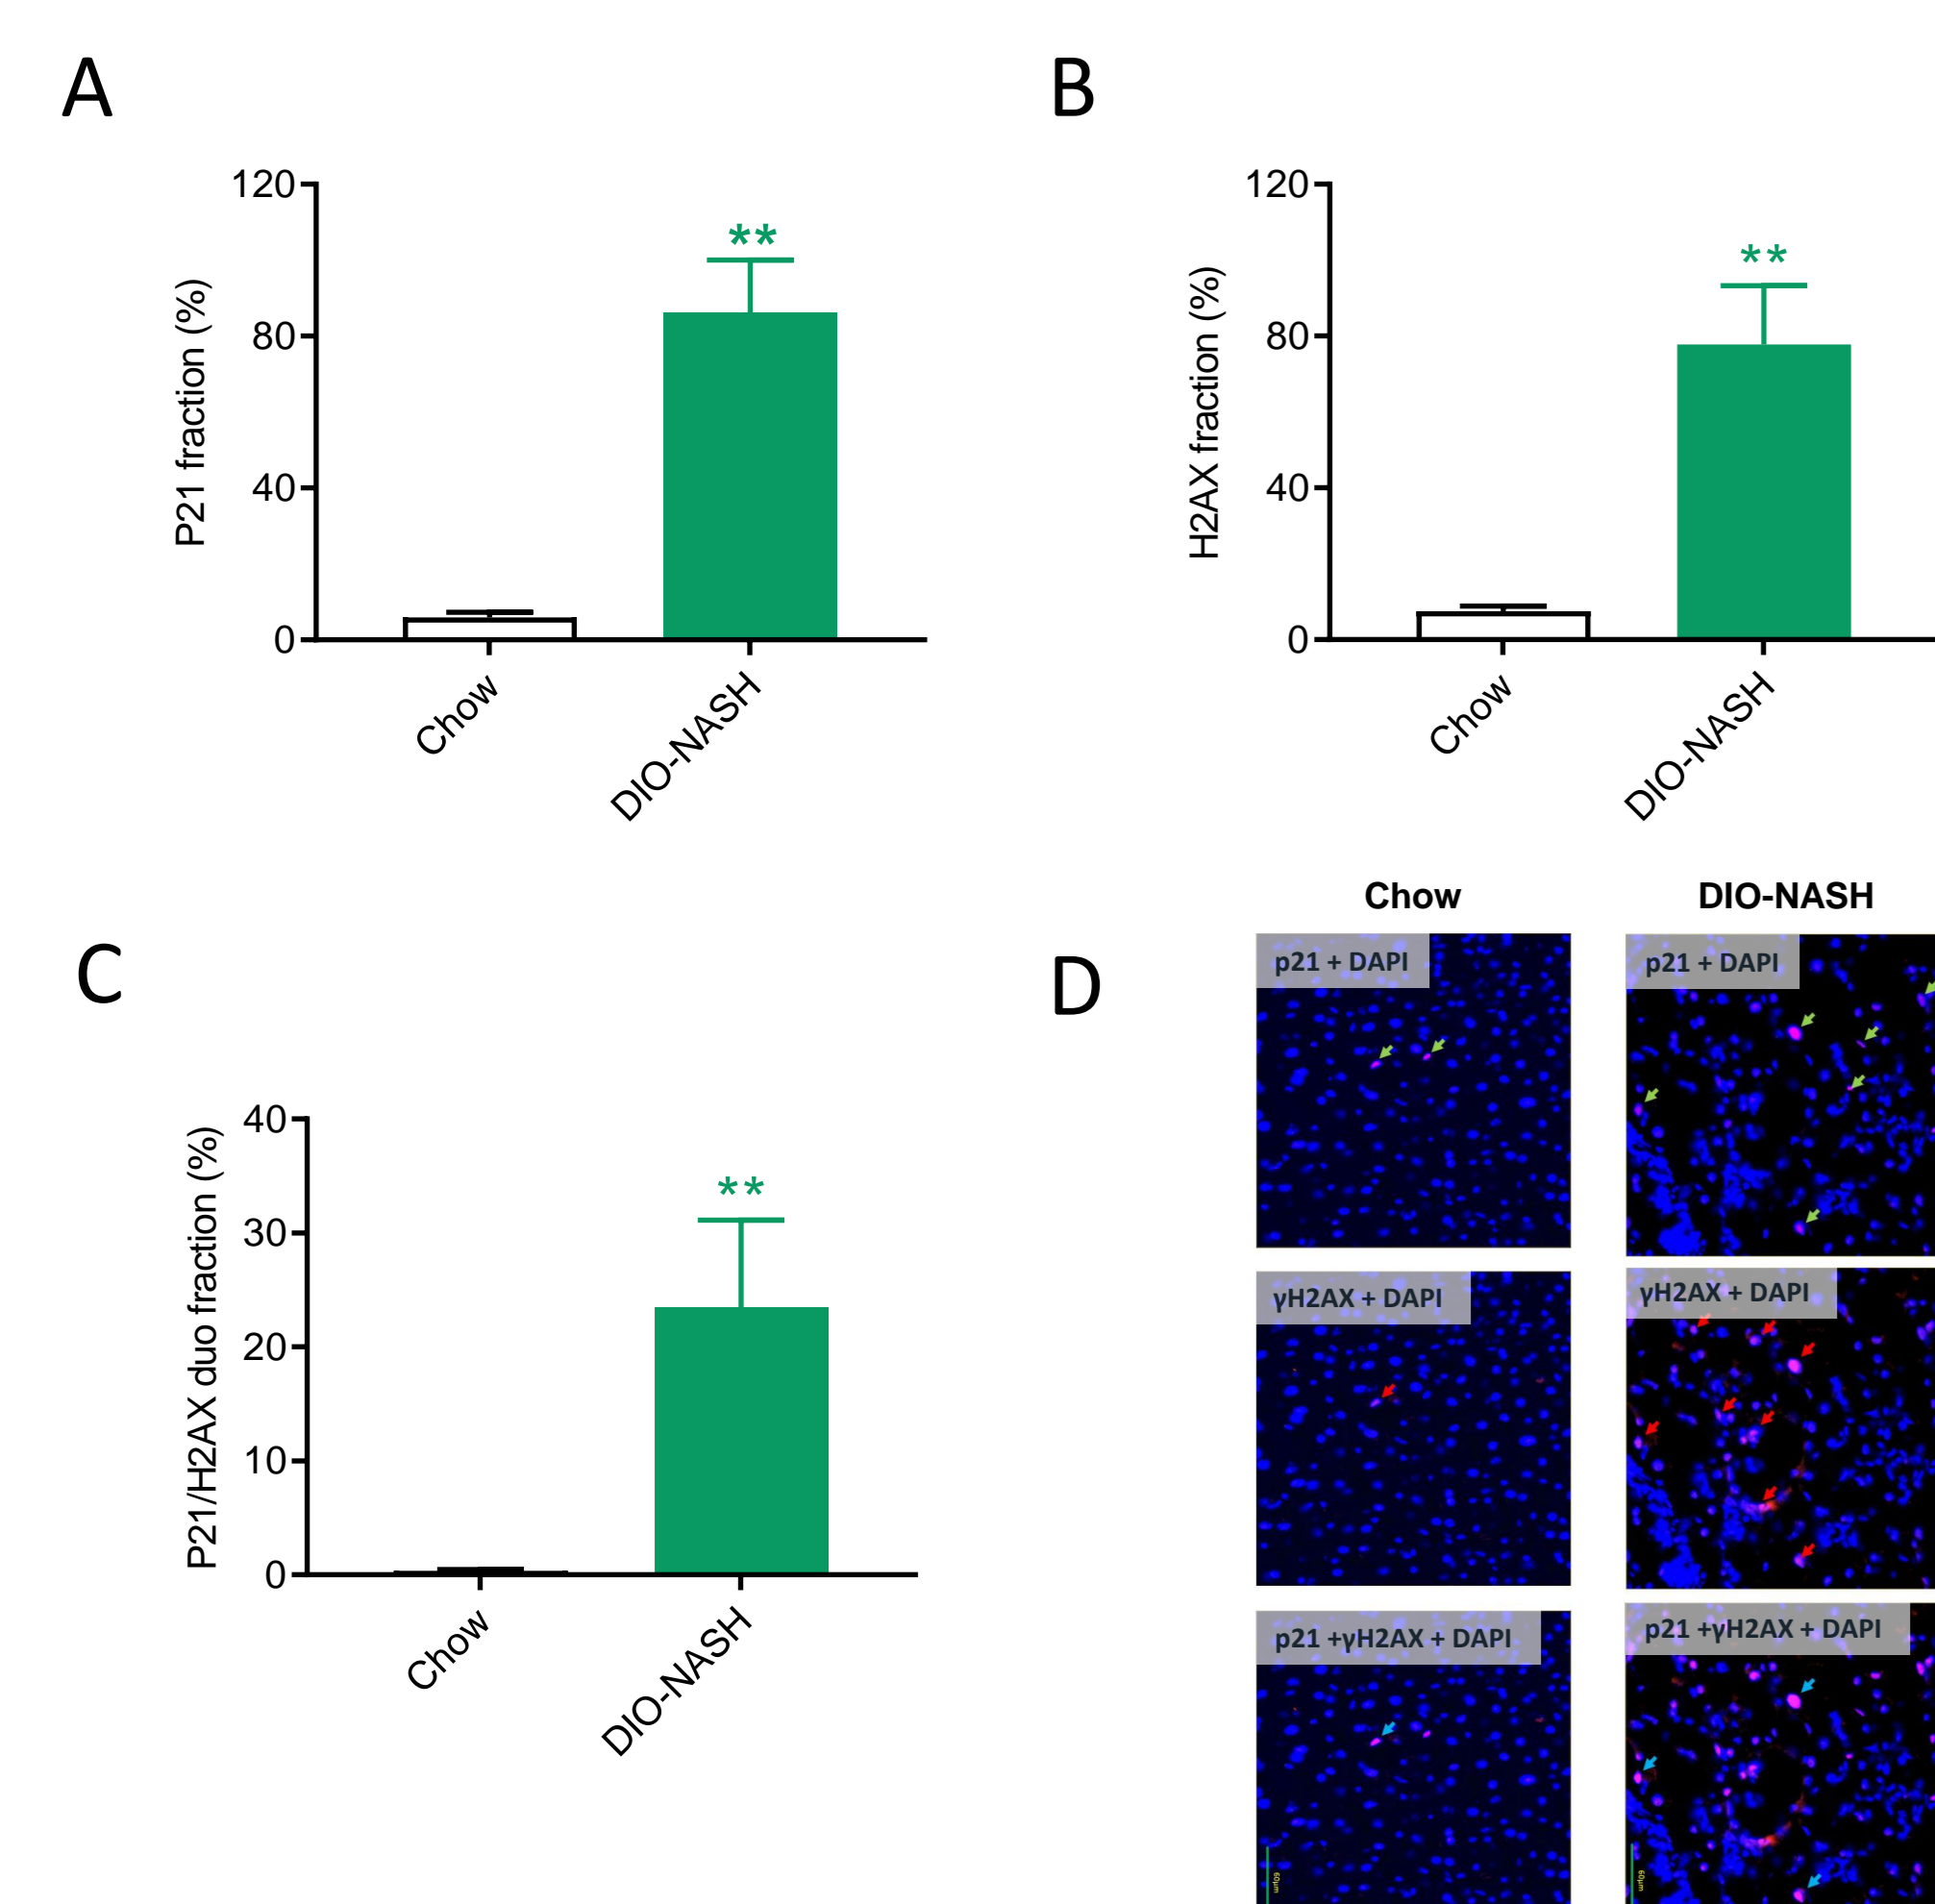 A
120
80
40
0
P21 fraction (%)
**
Chow
DIO-NASH
B
120
80
40
0
H2AX fraction (%)
**
Chow
DIO-NASH
C
40
30
20
10
0
P21/H2AX duo fraction (%)
**
Chow
DIO-NASH
D
Chow
DIO-NASH
p21 + DAPI
p21 + DAPI
γH2AX + DAPI
γH2AX + DAPI
p21 +γH2AX + DAPI
p21 +γH2AX + DAPI
60μm
60μm